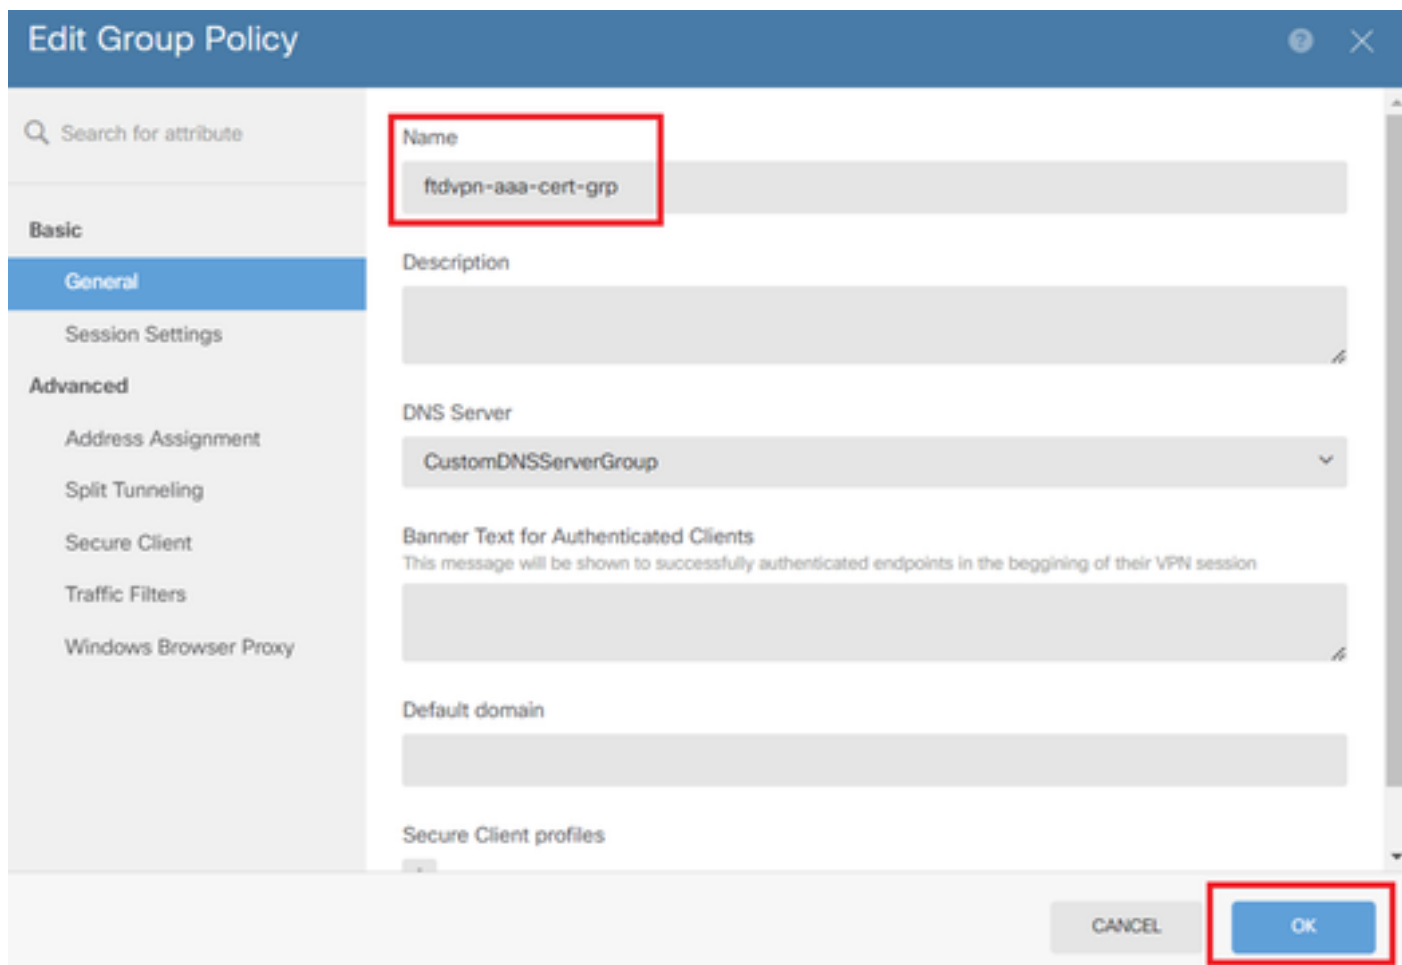 Edit Group Policy
Search for attribute
Basic
General
Session Settings
Advanced
Address Assignment
Split Tunneling
Secure Client
Traffic Filters
Windows Browser Proxy
Name
ftdvpn-aaa-cert-grp
Description
DNS Server
CustomDNSServerGroup
Banner Text for Authenticated Clients
This message will be shown to successfully authenticated endpoints in the beggining of their VPN session
Default domain
Secure Client profiles
CANCEL
OK